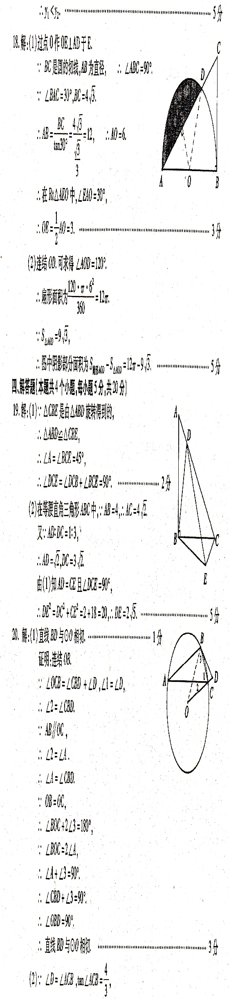 ∴ y₁<y₂. …… 5分
18.解:(1)过点O作OE⊥AD于E.
∵ BC是圆的切线,AB为直径, ∴ ∠ABC=90°.
∵ ∠BAC=30°,BC=4√3.
∴ AB=BC/tan30°=4√3/(√3/3)=12, ∴ AO=6.
∴ 在Rt△AEO中,∠EAO=30°,
∴ OE=1/2AO=3. …… 3分
C
D
A
O
B
(2)连结OD.可求得∠AOD=120°.
∴ 扇形面积为120·π·6²/360=12π.
∵ S△AOD=9√3,
∴ 图中阴影部分面积为S扇形AOD-S△AOD=12π-9√3. …… 5分
四、解答题(本题共4个小题,每小题5分,共20分)
19.解:(1)∵ △CBE是由△ABD旋转得到的,
∴ △ABD≌△CBE,
∴ ∠A=∠BCE=45°,
∴ ∠DCE=∠DCB+∠BCE=90°. …… 2分
(2)在等腰直角三角形ABC中,∵ AB=4,∴ AC=4√2.
又∵ AD:DC=1:3,
∴ AD=√2,DC=3√2.
由(1)知AD=CE且∠DCE=90°,
∴ DE²=DC²+CE²=2+18=20,∴ DE=2√5. …… 5分
A
D
B
C
E
20. 解:(1)直线BD与⊙O相切. …… 1分
证明:连结OB.
∵ ∠OCB=∠CBD+∠D,∠1=∠D,
∴ ∠2=∠CBD.
∵ AB∥OC,
∴ ∠2=∠A.
∴ ∠A=∠CBD.
∵ OB=OC,
∴ ∠BOC+2∠3=180°,
∵ ∠BOC=2∠A,
∴ ∠A+∠3=90°.
∴ ∠CBD+∠3=90°.
∴ ∠OBD=90°.
∴ 直线BD与⊙O相切. …… 3分
B
3
A
1
D
2
C
O
(2)∵ ∠D=∠ACB,tan∠ACB=4/3,